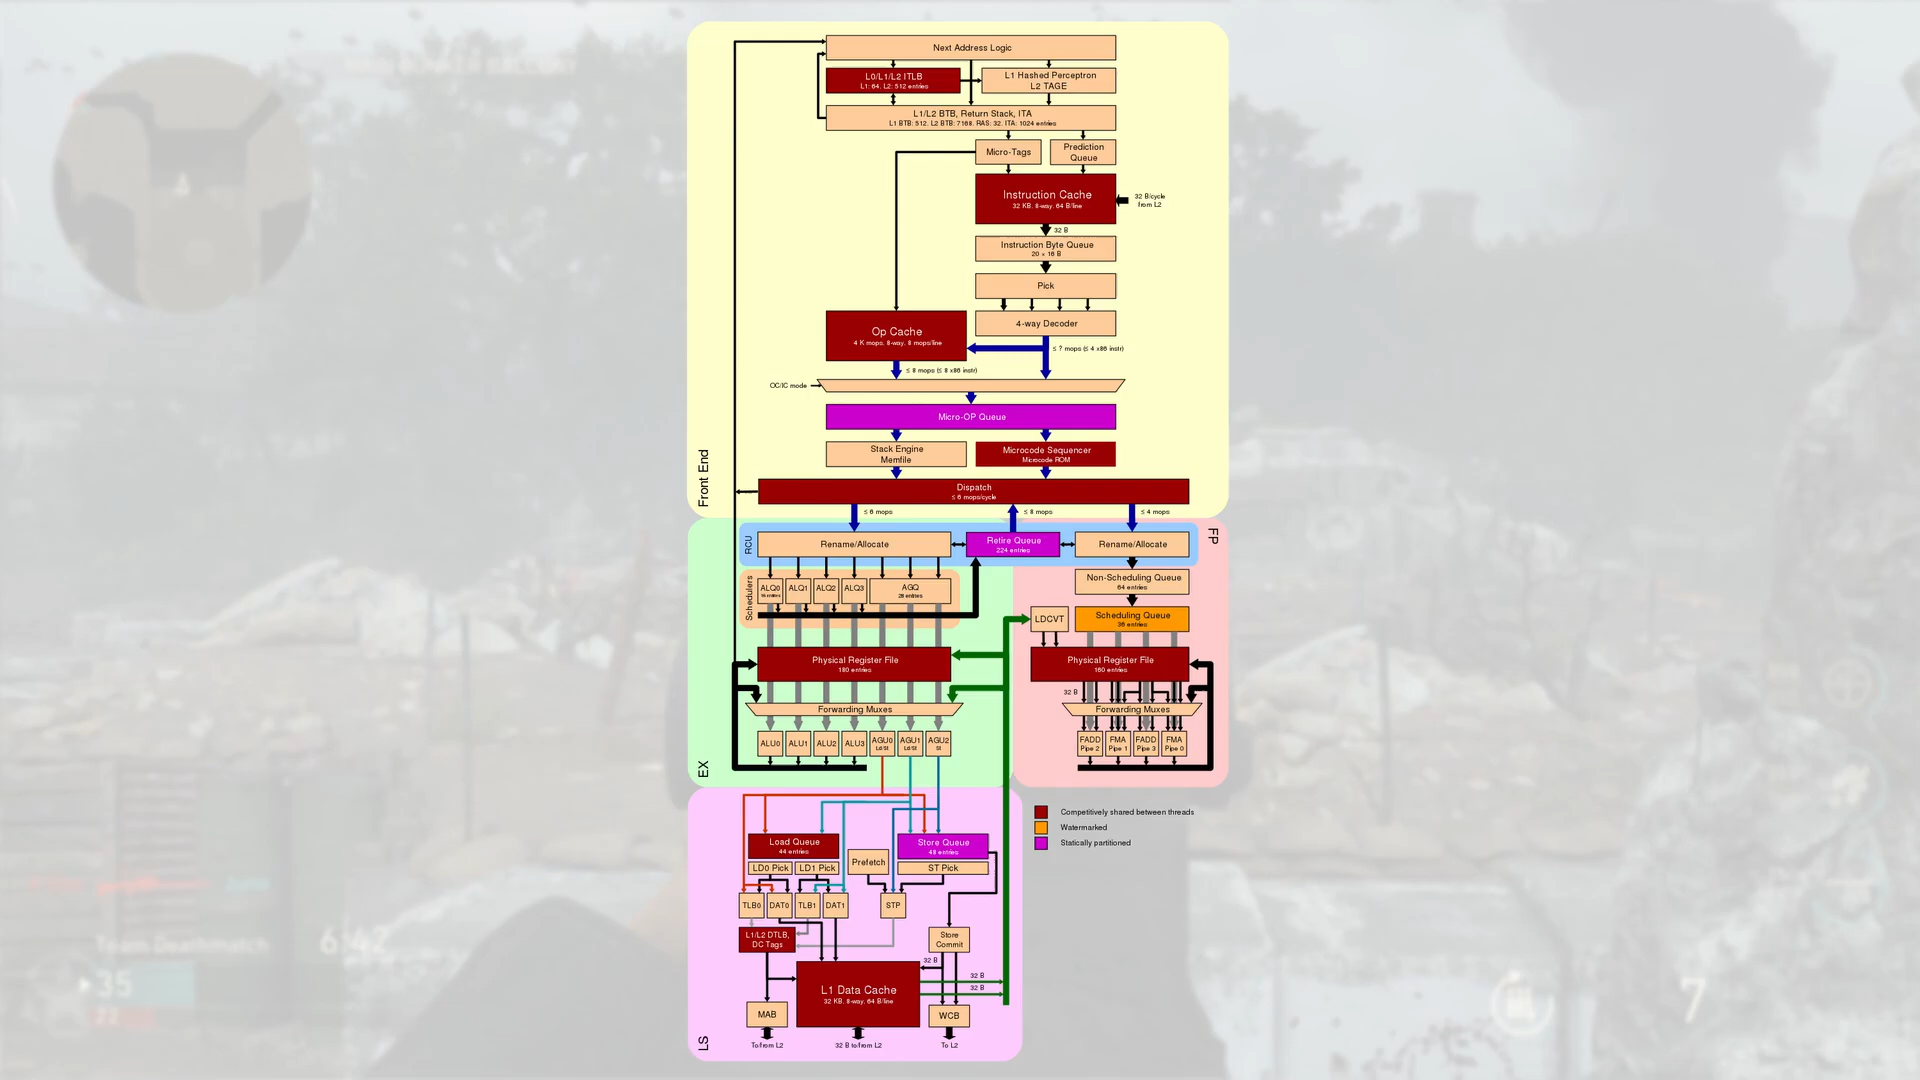 Next Address Logic
L0/L1/L2 ITLB
L1: 64, L2: 512 entries
L1 Hashed Perceptron
L2 TAGE
L1/L2 BTB, Return Stack, ITA
L1 BTB: 512, L2 BTB: 7168, RAS: 32, ITA: 1024 entries
Micro-Tags
Prediction
Queue
Instruction Cache
32 KB, 8-way, 64 B/line
32 B/cycle
from L2
32 B
Instruction Byte Queue
20 × 16 B
Pick
Op Cache
4 K mops, 8-way, 8 mops/line
4-way Decoder
≤ ? mops (≤ 4 x86 instr)
≤ 8 mops (≤ 8 x86 instr)
OC/IC mode
Micro-OP Queue
Stack Engine
Memfile
Microcode Sequencer
Microcode ROM
Front End
Dispatch
≤ 6 mops/cycle
≤ 6 mops
≤ 8 mops
≤ 4 mops
RCU
Rename/Allocate
Retire Queue
224 entries
Rename/Allocate
FP
Schedulers
ALQ0
16 entries
ALQ1
ALQ2
ALQ3
AGQ
28 entries
Non-Scheduling Queue
64 entries
LDCVT
Scheduling Queue
36 entries
Physical Register File
180 entries
Physical Register File
160 entries
32 B
Forwarding Muxes
Forwarding Muxes
ALU0
ALU1
ALU2
ALU3
AGU0
Ld/St
AGU1
Ld/St
AGU2
St
FADD
Pipe 2
FMA
Pipe 1
FADD
Pipe 3
FMA
Pipe 0
EX
Competitively shared between threads
Watermarked
Statically partitioned
Load Queue
44 entries
Store Queue
48 entries
LD0 Pick
LD1 Pick
Prefetch
ST Pick
TLB0
DAT0
TLB1
DAT1
STP
L1/L2 DTLB,
DC Tags
Store
Commit
32 B
L1 Data Cache
32 KB, 8-way, 64 B/line
32 B
32 B
MAB
WCB
LS
To/from L2
32 B to/from L2
To L2
Team Deathmatch
6:42
35
22
7